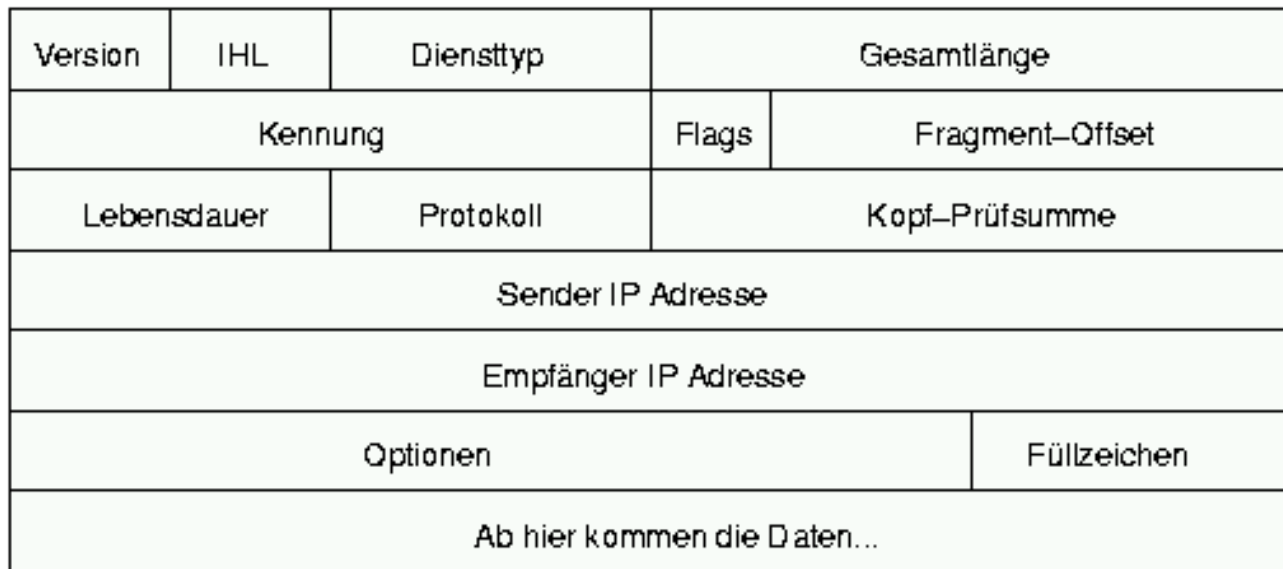 Version IHL Diensttyp Gesamtlänge
Kennung Flags Fragment–Offset
Lebensdauer Protokoll Kopf–Prüfsumme
Sender IP Adresse
Empfänger IP Adresse
Optionen Füllzeichen
Ab hier kommen die Daten...